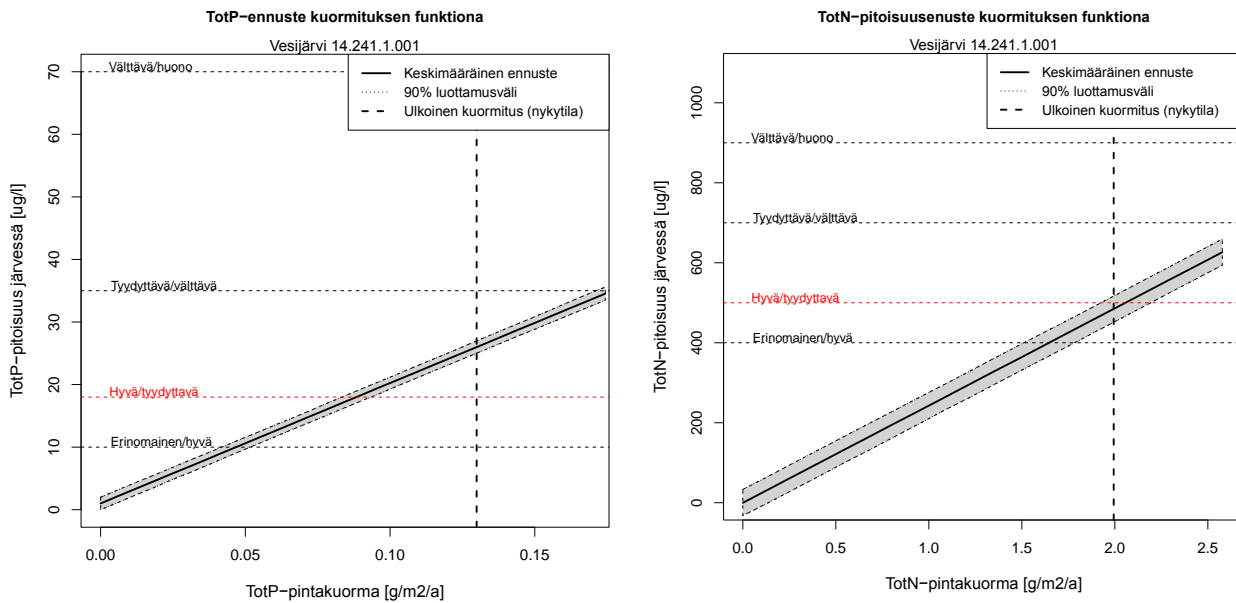 TotP−ennuste kuormituksen funktiona
Vesijärvi 14.241.1.001
Välttävä/huono
Keskimääräinen ennuste
90% luottamusväli
Ulkoinen kuormitus (nykytila)
Tyydyttävä/välttävä
Hyvä/tyydyttavä
Erinomainen/hyvä
TotP−pitoisuus järvessä [ug/l]
70
60
50
40
30
20
10
0
0.00
0.05
0.10
0.15
TotP−pintakuorma [g/m2/a]
TotN−pitoisuusenuste kuormituksen funktiona
Vesijärvi 14.241.1.001
Keskimääräinen ennuste
90% luottamusväli
Ulkoinen kuormitus (nykytila)
Välttävä/huono
Tyydyttävä/välttävä
Hyvä/tyydyttavä
Erinomainen/hyvä
TotN−pitoisuus järvessä [ug/l]
1000
800
600
400
200
0
0.0
0.5
1.0
1.5
2.0
2.5
TotN−pintakuorma [g/m2/a]